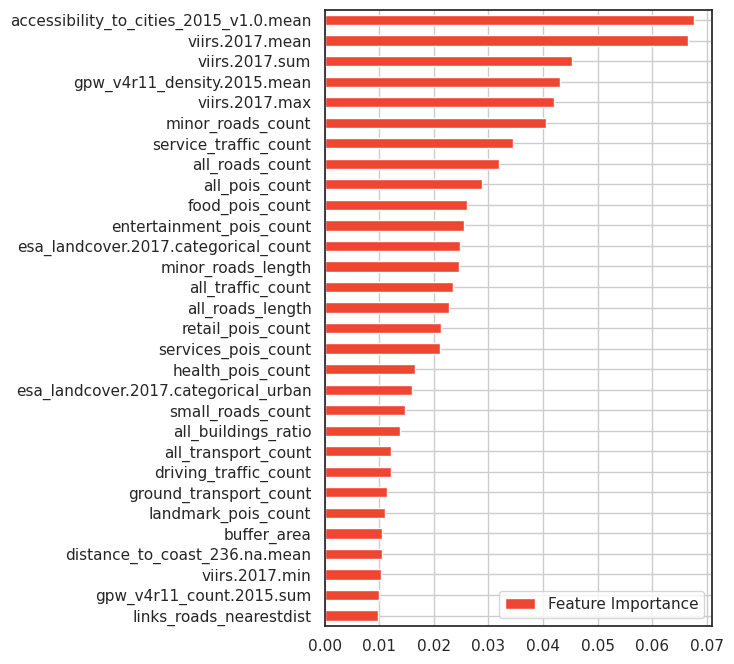 accessibility_to_cities_2015_v1.0.mean
viirs.2017.mean
viirs.2017.sum
gpw_v4r11_density.2015.mean
viirs.2017.max
minor_roads_count
service_traffic_count
all_roads_count
all_pois_count
food_pois_count
entertainment_pois_count
esa_landcover.2017.categorical_count
minor_roads_length
all_traffic_count
all_roads_length
retail_pois_count
services_pois_count
health_pois_count
esa_landcover.2017.categorical_urban
small_roads_count
all_buildings_ratio
all_transport_count
driving_traffic_count
ground_transport_count
landmark_pois_count
buffer_area
distance_to_coast_236.na.mean
viirs.2017.min
gpw_v4r11_count.2015.sum
links_roads_nearestdist
Feature Importance
0.00 0.01 0.02 0.03 0.04 0.05 0.06 0.07